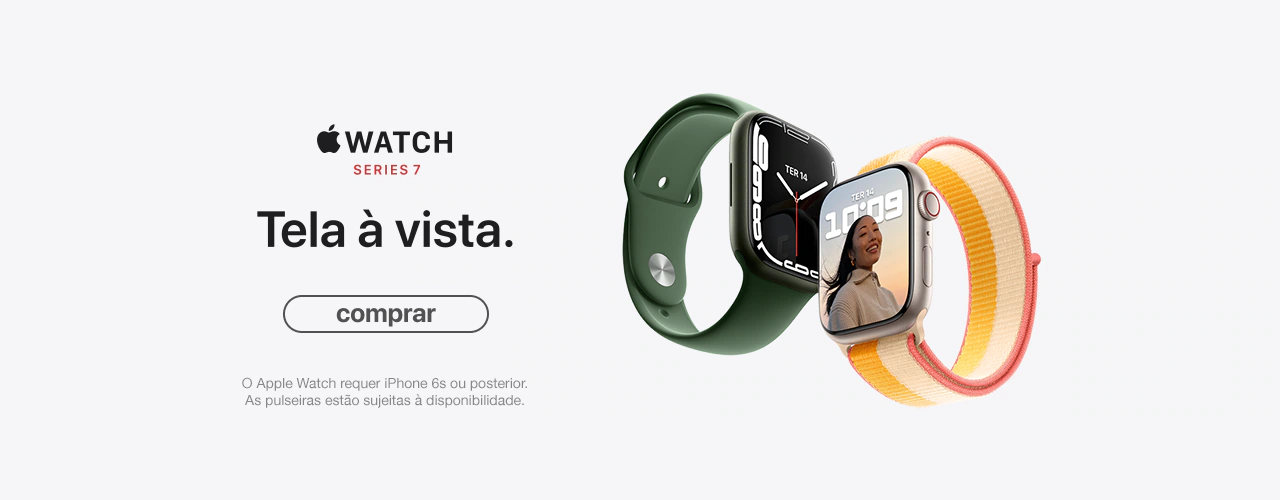 WATCH
SERIES 7
Tela à vista.
comprar
O Apple Watch requer iPhone 6s ou posterior.
As pulseiras estão sujeitas à disponibilidade.
TER 14
TER 14
10:09